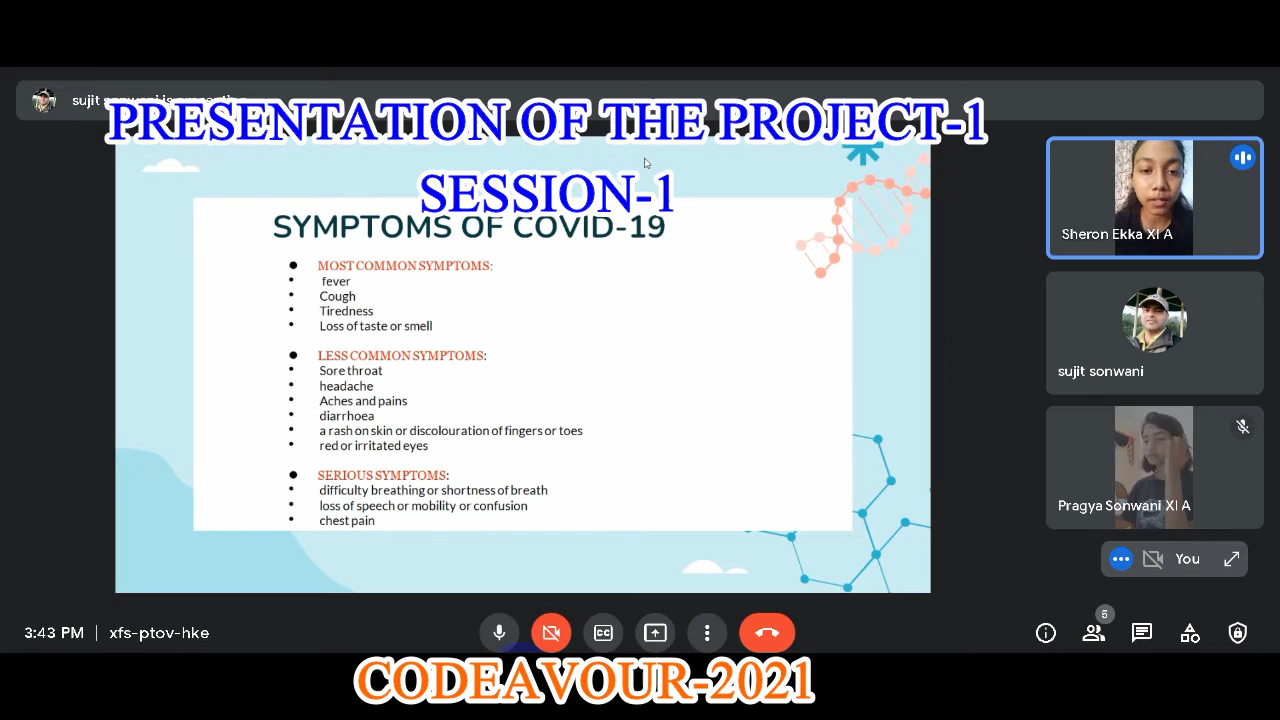 PRESENTATION OF THE PROJECT-1
SESSION-1
SYMPTOMS OF COVID-19
MOST COMMON SYMPTOMS:
fever
Cough
Tiredness
Loss of taste or smell
LESS COMMON SYMPTOMS:
Sore throat
headache
Aches and pains
diarrhoea
a rash on skin or discolouration of fingers or toes
red or irritated eyes
SERIOUS SYMPTOMS:
difficulty breathing or shortness of breath
loss of speech or mobility or confusion
chest pain
Sheron Ekka XI A
sujit sonwani
Pragya Sonwani XI A
You
3:43 PM | xfs-ptov-hke
CC
5
CODEAVOUR-2021